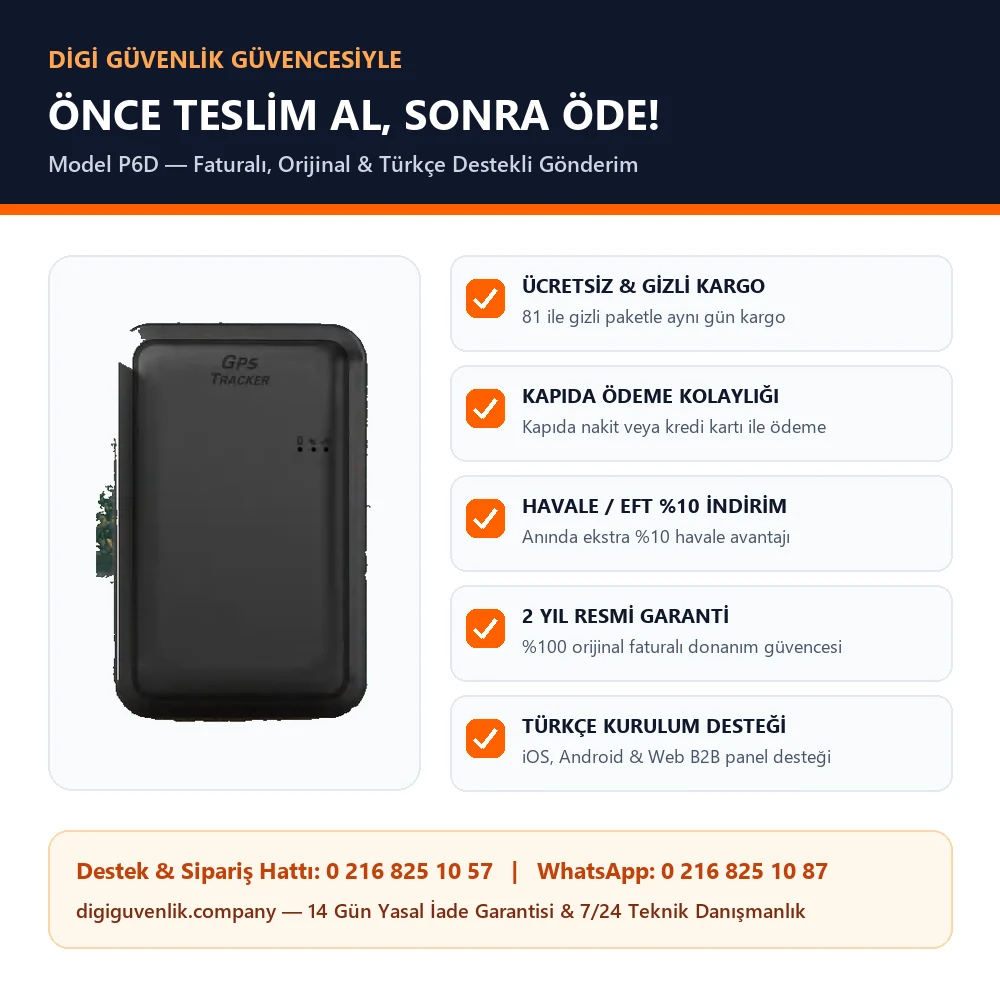 DİGİ GÜVENLİK GÜVENCESİYLE
ÖNCE TESLİM AL, SONRA ÖDE!
Model P6D — Faturalı, Orijinal & Türkçe Destekli Gönderim
GPS
TRACKER
ÜCRETSİZ & GİZLİ KARGO
81 ile gizli paketle aynı gün kargo
KAPIDA ÖDEME KOLAYLIĞI
Kapıda nakit veya kredi kartı ile ödeme
HAVALE / EFT %10 İNDİRİM
Anında ekstra %10 havale avantajı
2 YIL RESMİ GARANTİ
%100 orijinal faturalı donanım güvencesi
TÜRKÇE KURULUM DESTEĞİ
iOS, Android & Web B2B panel desteği
Destek & Sipariş Hattı: 0 216 825 10 57 | WhatsApp: 0 216 825 10 87
digiguvenlik.company — 14 Gün Yasal İade Garantisi & 7/24 Teknik Danışmanlık